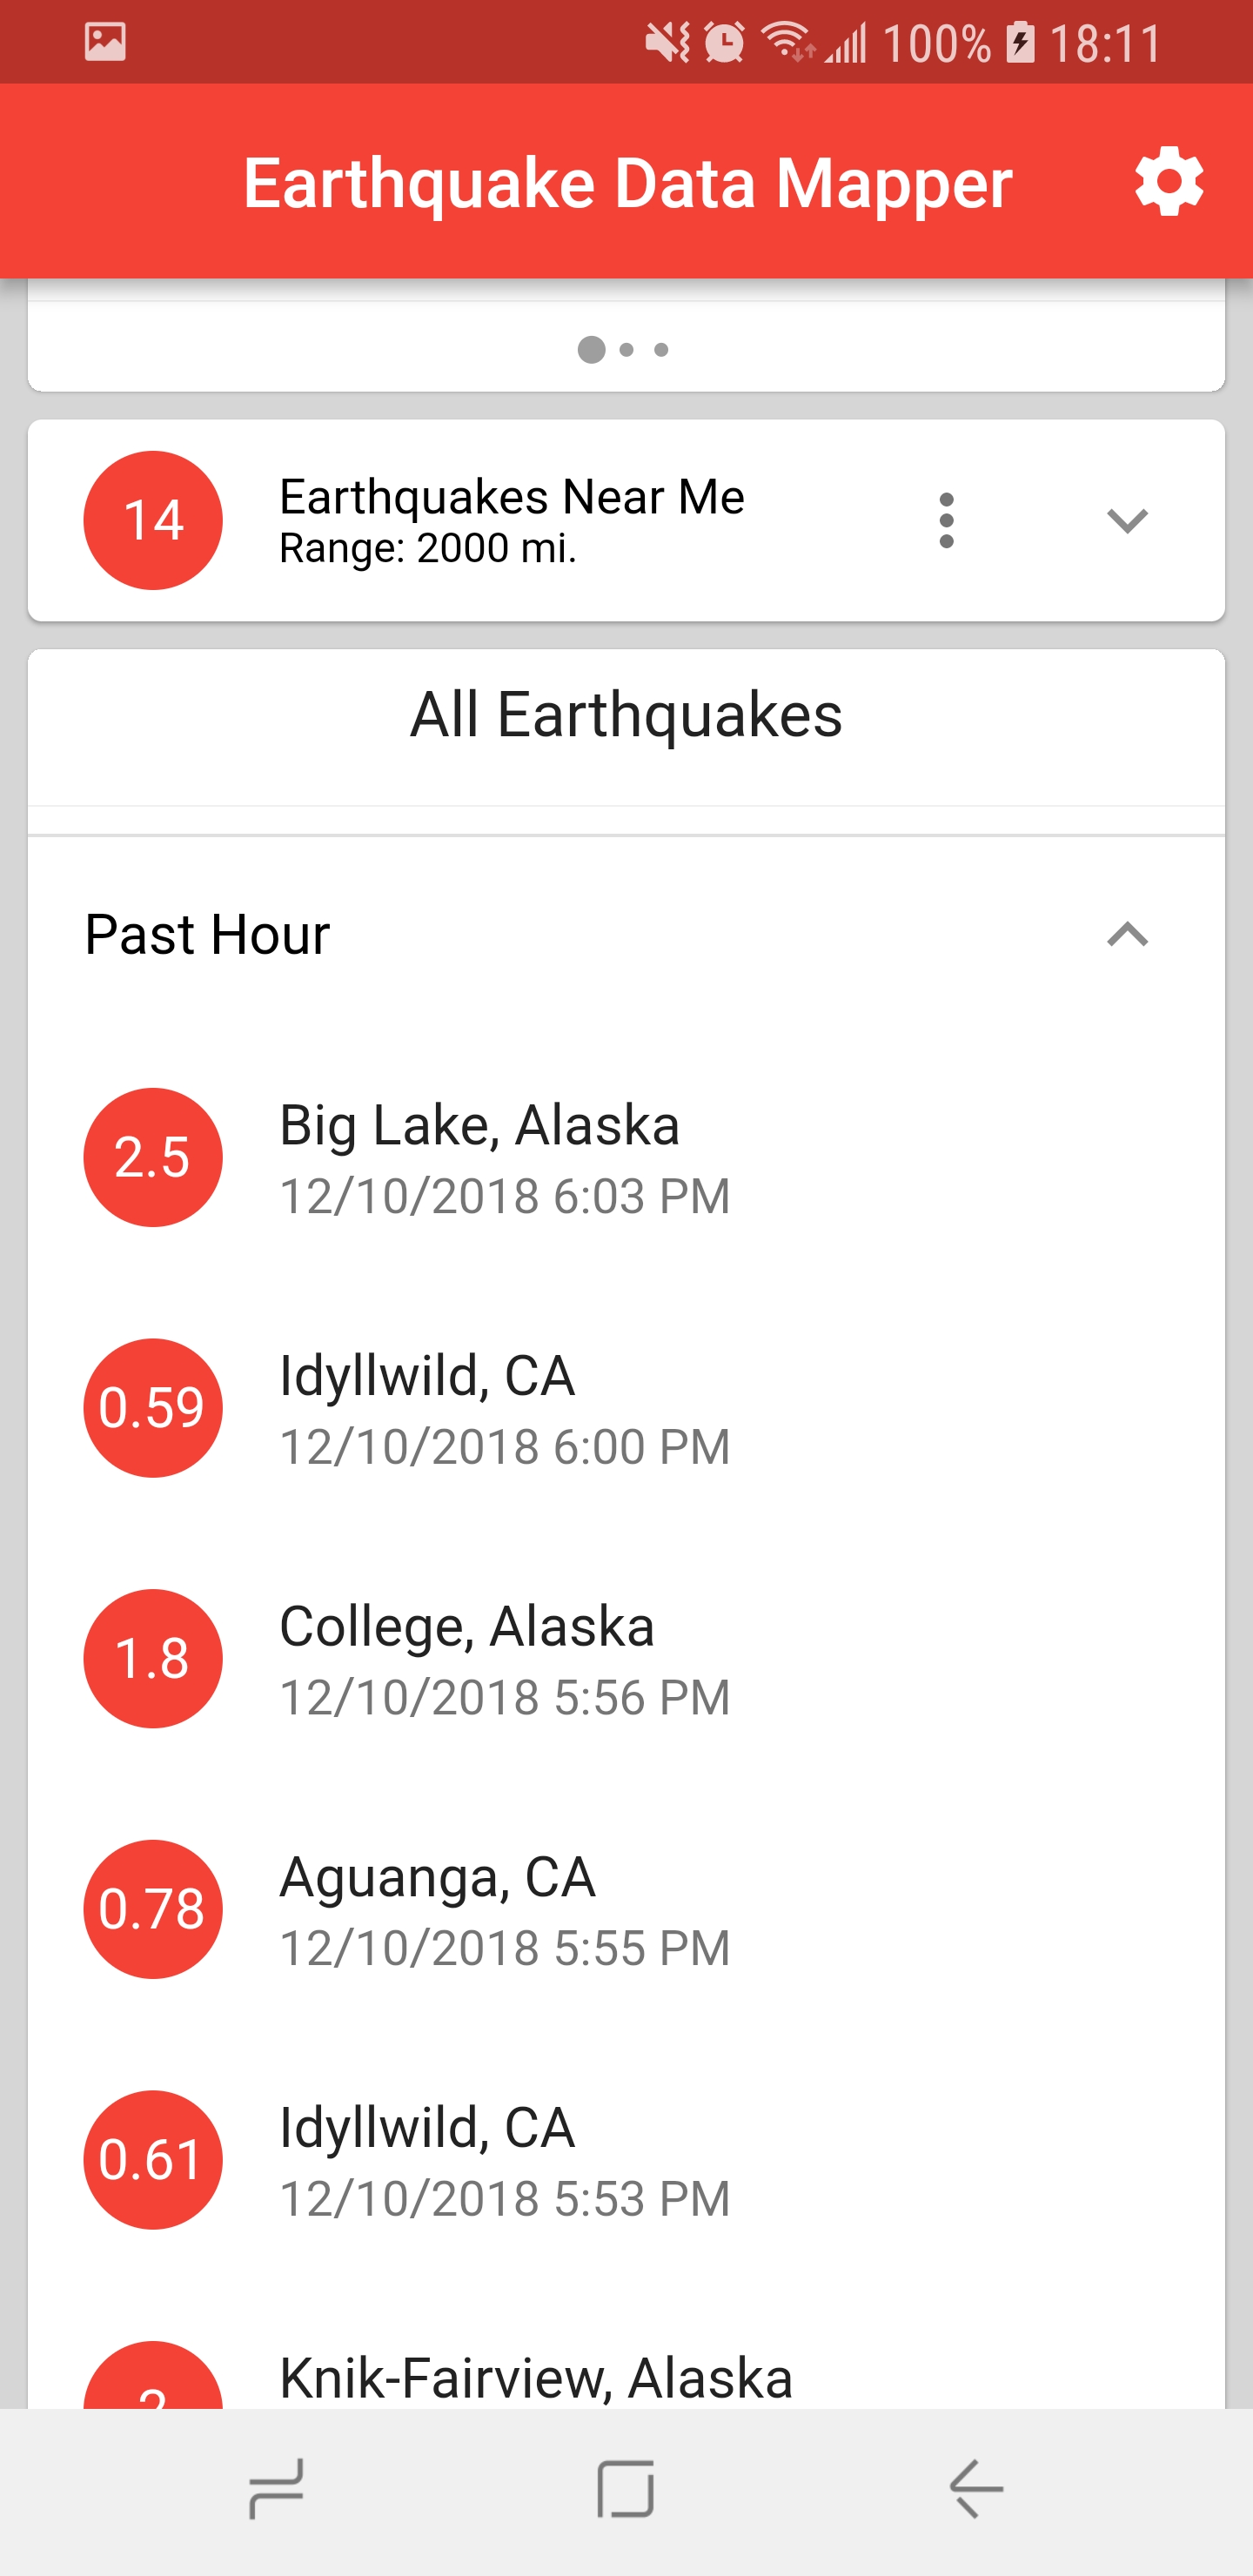 100% 18:11
Earthquake Data Mapper
14
Earthquakes Near Me
Range: 2000 mi.
All Earthquakes
Past Hour
2.5
Big Lake, Alaska
12/10/2018 6:03 PM
0.59
Idyllwild, CA
12/10/2018 6:00 PM
1.8
College, Alaska
12/10/2018 5:56 PM
0.78
Aguanga, CA
12/10/2018 5:55 PM
0.61
Idyllwild, CA
12/10/2018 5:53 PM
Knik-Fairview, Alaska